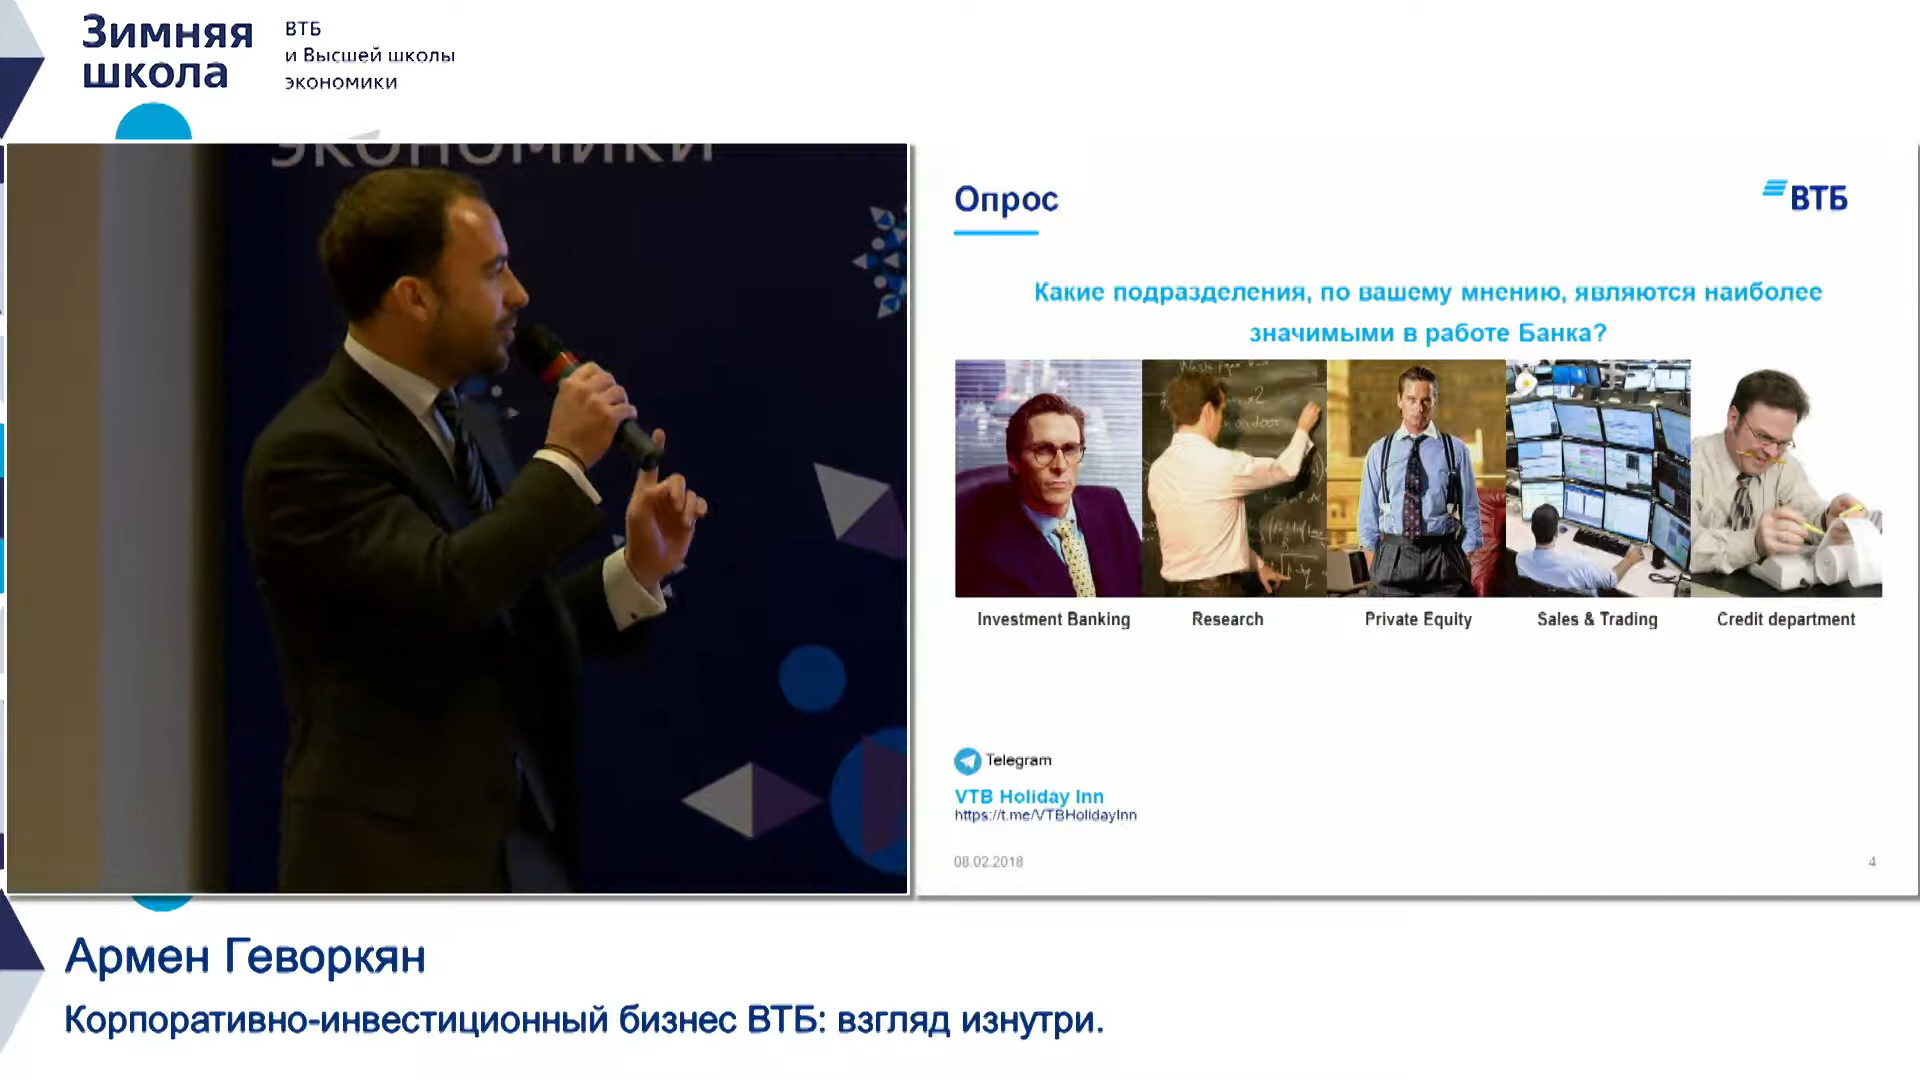 Зимняя
школа
ВТБ
и Высшей школы
экономики
ЭКОНОМИКИ
Опрос
ВТБ
Какие подразделения, по вашему мнению, являются наиболее
значимыми в работе Банка?
Investment Banking
Research
Private Equity
Sales & Trading
Credit department
Telegram
VTB Holiday Inn
https://t.me/VTBHolidayInn
08.02.2018
4
Армен Геворкян
Корпоративно-инвестиционный бизнес ВТБ: взгляд изнутри.